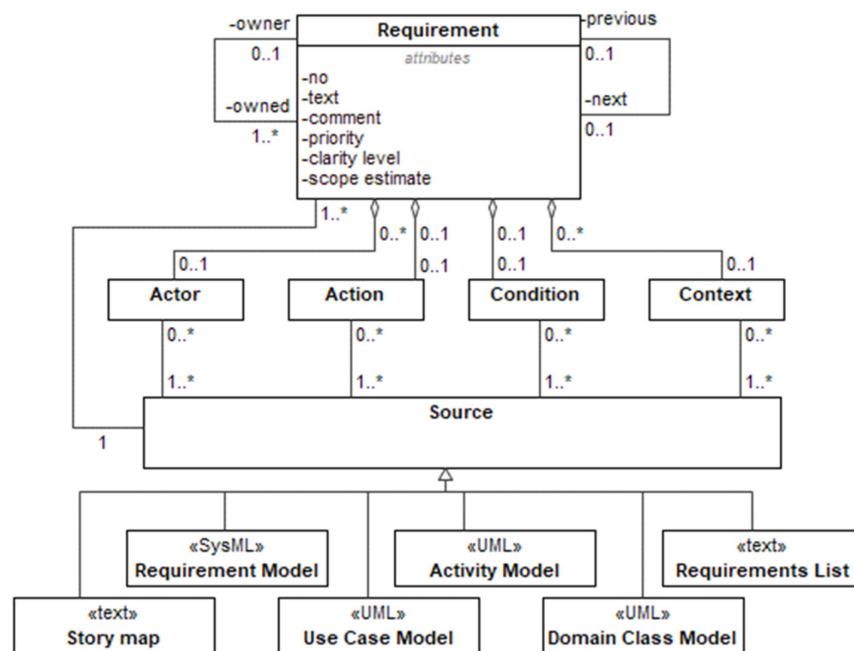 -owner
Requirement
-previous
0..1
attributes
0..1
-no
-text
-owned
-next
-comment
1..*
0..1
-priority
-clarity level
-scope estimate
1..*
0..*
0..1
0..1
0..*
0..1
0..1
0..1
0..1
Actor
Action
Condition
Context
0..*
0..*
0..*
0..*
1..*
1..*
1..*
1..*
Source
1
«SysML»
Requirement Model
«UML»
Activity Model
«text»
Requirements List
«text»
Story map
«UML»
Use Case Model
«UML»
Domain Class Model